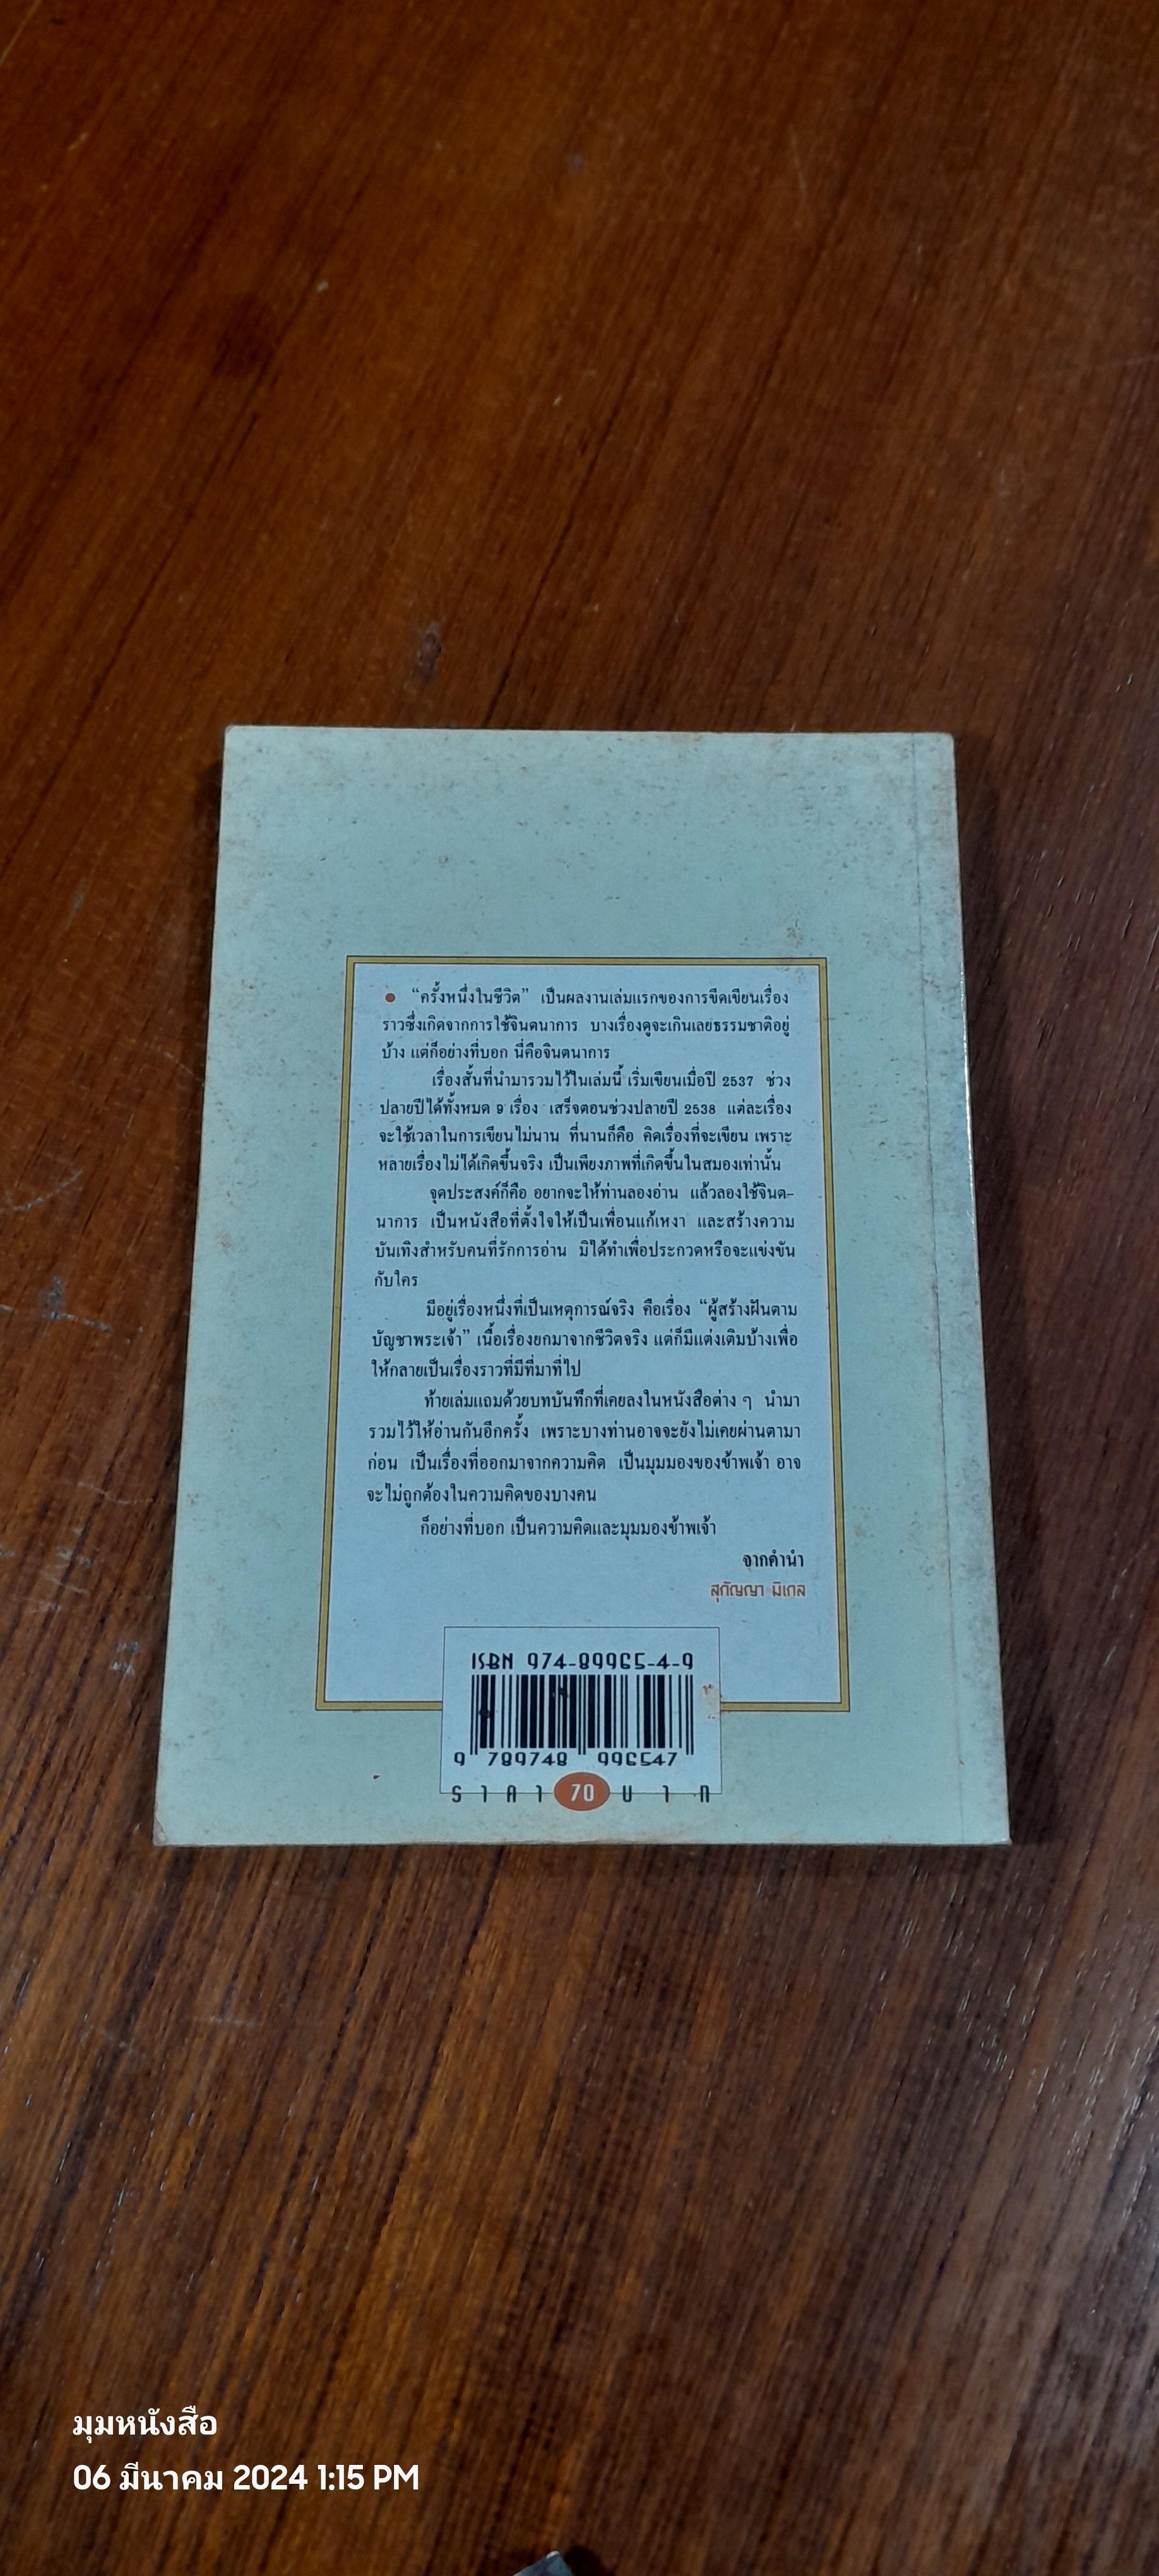 ● “ครั้งหนึ่งในชีวิต” เป็นผลงานเล่มแรกของการขีดเขียนเรื่อง
ราวซึ่งเกิดจากการใช้จินตนาการ บางเรื่องดูจะเกินเลยธรรมชาติอยู่
บ้าง แต่ก็อย่างที่บอก นี่คือจินตนาการ
เรื่องสั้นที่นำมารวมไว้ในเล่มนี้ เริ่มเขียนเมื่อปี 2537 ช่วง
ปลายปีได้ทั้งหมด 9 เรื่อง เสร็จตอนช่วงปลายปี 2538 แต่ละเรื่อง
จะใช้เวลาในการเขียนไม่นาน ที่นานก็คือ คิดเรื่องที่จะเขียน เพราะ
หลายเรื่องไม่ได้เกิดขึ้นจริง เป็นเพียงภาพที่เกิดขึ้นในสมองเท่านั้น
จุดประสงค์ก็คือ อยากจะให้ท่านลองอ่าน แล้วลองใช้จินต-
นาการ เป็นหนังสือที่ตั้งใจให้เป็นเพื่อนแก้เหงา และสร้างความ
บันเทิงสำหรับคนที่รักการอ่าน มิได้ทำเพื่อประกวดหรือจะแข่งขัน
กับใคร
มีอยู่เรื่องหนึ่งที่เป็นเหตุการณ์จริง คือเรื่อง “ผู้สร้างฝันตาม
บัญชาพระเจ้า” เนื้อเรื่องยกมาจากชีวิตจริง แต่ก็มีแต่งเติมบ้างเพื่อ
ให้กลายเป็นเรื่องราวที่มีที่มาที่ไป
ท้ายเล่มแถมด้วยบทบันทึกที่เคยลงในหนังสือต่าง ๆ นำมา
รวมไว้ให้อ่านกันอีกครั้ง เพราะบางท่านอาจจะยังไม่เคยผ่านตามา
ก่อน เป็นเรื่องที่ออกมาจากความคิด เป็นมุมมองของข้าพเจ้า อาจ
จะไม่ถูกต้องในความคิดของบางคน
ก็อย่างที่บอก เป็นความคิดและมุมมองข้าพเจ้า
จากคำนำ
สุกัญญา มิเกล
ISBN 974-89965-4-9
9 789748 996547
ราคา 70 บาท
มุมหนังสือ
06 มีนาคม 2024 1:15 PM